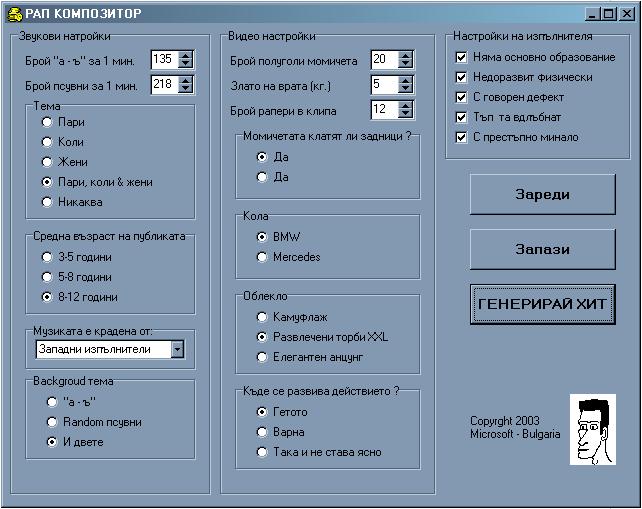 РАП КОМПОЗИТОР
Звукови натройки
Брой "а - ъ" за 1 мин. 135
Брой псувни за 1 мин. 218
Тема
Пари
Коли
Жени
Пари, коли & жени
Никаква
Средна възраст на публиката
3-5 години
5-8 години
8-12 години
Музиката е крадена от:
Западни изпълнители
Backgroud тема
"а - ъ"
Random псувни
И двете
Видео настройки
Брой полуголи момичета 20
Злато на врата (кг.) 5
Брой рапери в клипа 12
Момичетата клатят ли задници ?
Да
Да
Кола
BMW
Mercedes
Облекло
Камуфлаж
Развлечени торби XXL
Елегантен анцунг
Къде се развива действието ?
Гетото
Варна
Така и не става ясно
Настройки на изпълнителя
Няма основно образование
Недоразвит физически
С говорен дефект
Тъп та вдлъбнат
С престъпно минало
Зареди
Запази
ГЕНЕРИРАЙ ХИТ
Copyrght 2003
Microsoft - Bulgaria